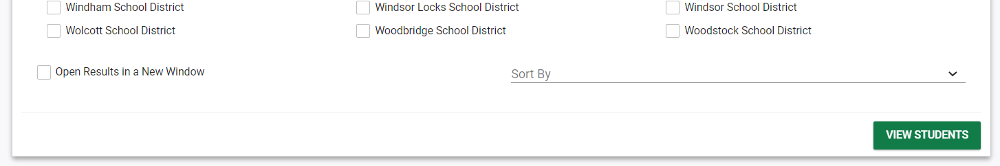 Windham School District
Windsor Locks School District
Windsor School District
Wolcott School District
Woodbridge School District
Woodstock School District
Open Results in a New Window
Sort By
VIEW STUDENTS